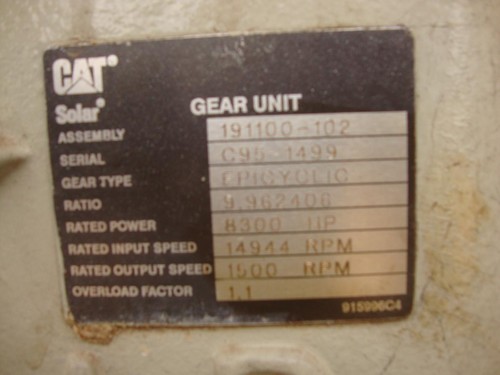 CAT®
Solar®
GEAR UNIT
ASSEMBLY 191100-102
SERIAL C95-1499
GEAR TYPE EPICYCLIC
RATIO 9.962406
RATED POWER 8300 HP
RATED INPUT SPEED 14944 RPM
RATED OUTPUT SPEED 1500 RPM
OVERLOAD FACTOR 1.1
915996C4